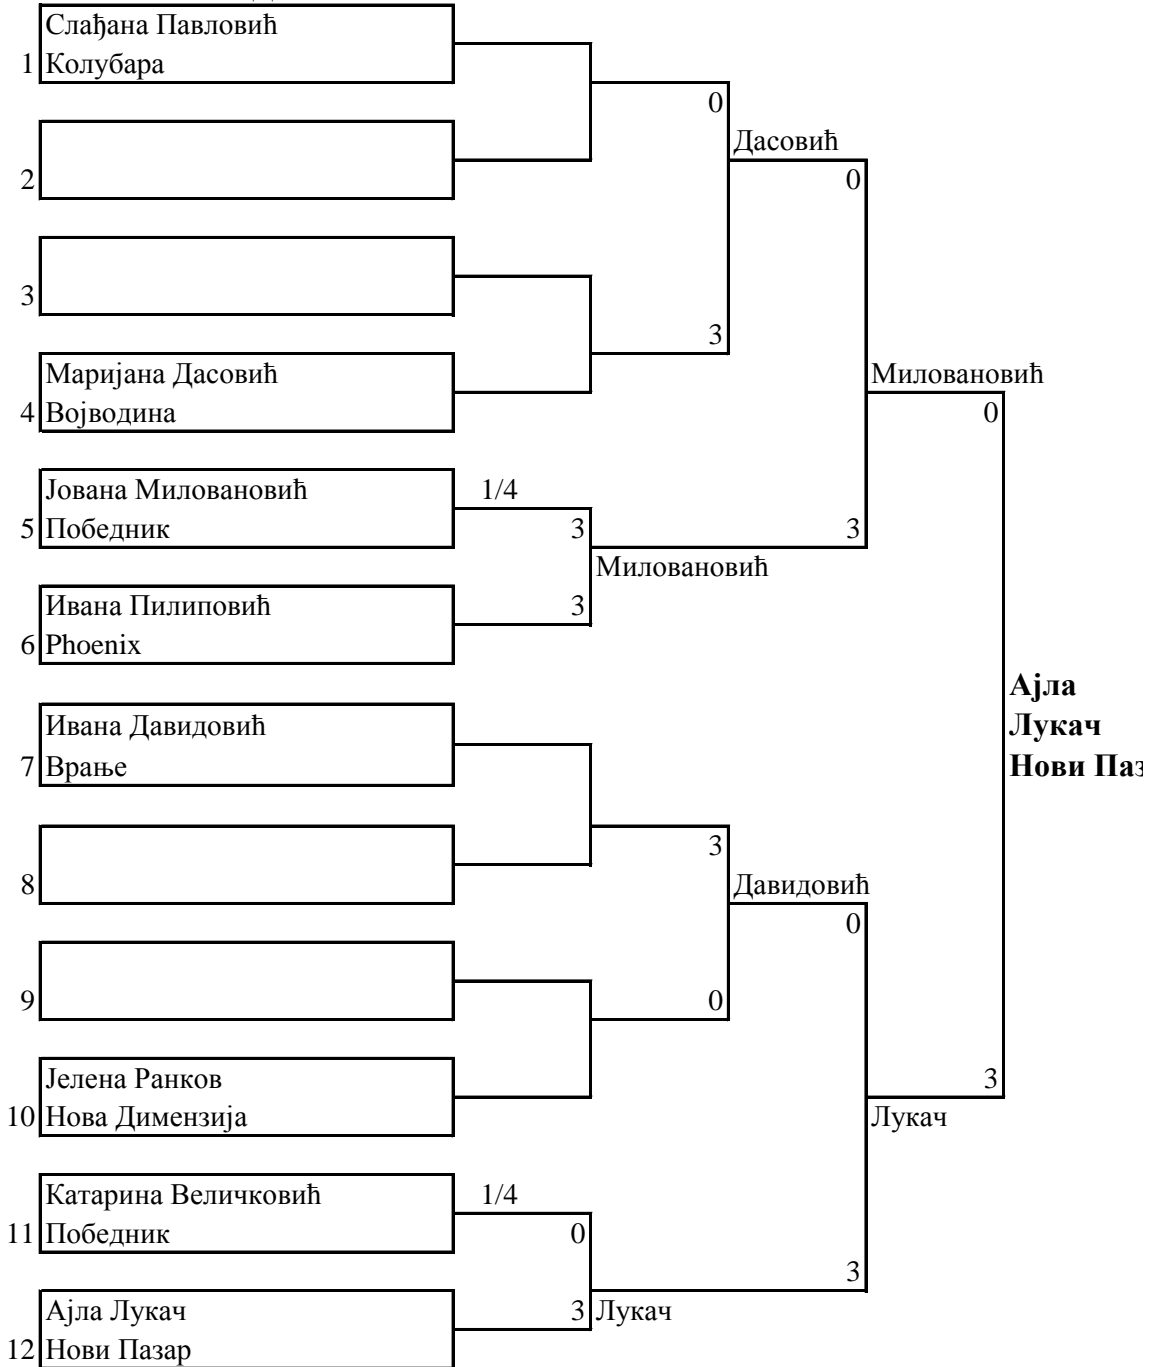 Слађана Павловић
1 Колубара
0
Дасовић
2
0
3
3
Маријана Дасовић
Миловановић
4 Војводина
0
Јована Миловановић 1/4
5 Победник
3
3
Миловановић
Ивана Пилиповић
3
6 Phoenix
Ајла
Лукач
Нови Паз
Ивана Давидовић
7 Врање
3
8
Давидовић
0
9
0
Јелена Ранков
3
10 Нова Димензија
Лукач
Катарина Величковић 1/4
11 Победник
0
3
Ајла Лукач
3 Лукач
12 Нови Пазар